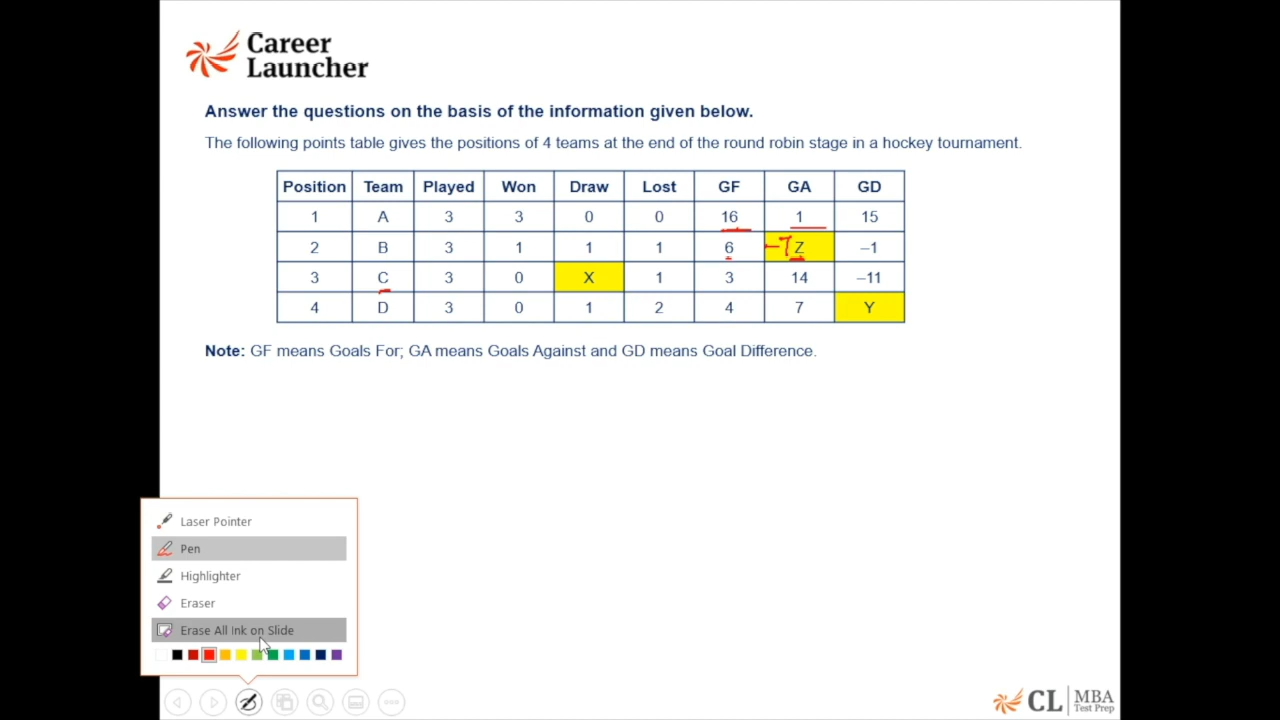 Career
Launcher
Answer the questions on the basis of the information given below.
The following points table gives the positions of 4 teams at the end of the round robin stage in a hockey tournament.
Position Team Played Won Draw Lost GF GA GD
1 A 3 3 0 0 16 1 15
2 B 3 1 1 1 6 -7 Z –1
3 C 3 0 X 1 3 14 –11
4 D 3 0 1 2 4 7 Y
Note: GF means Goals For; GA means Goals Against and GD means Goal Difference.
Laser Pointer
Pen
Highlighter
Eraser
Erase All Ink on Slide
CL MBA
Test Prep